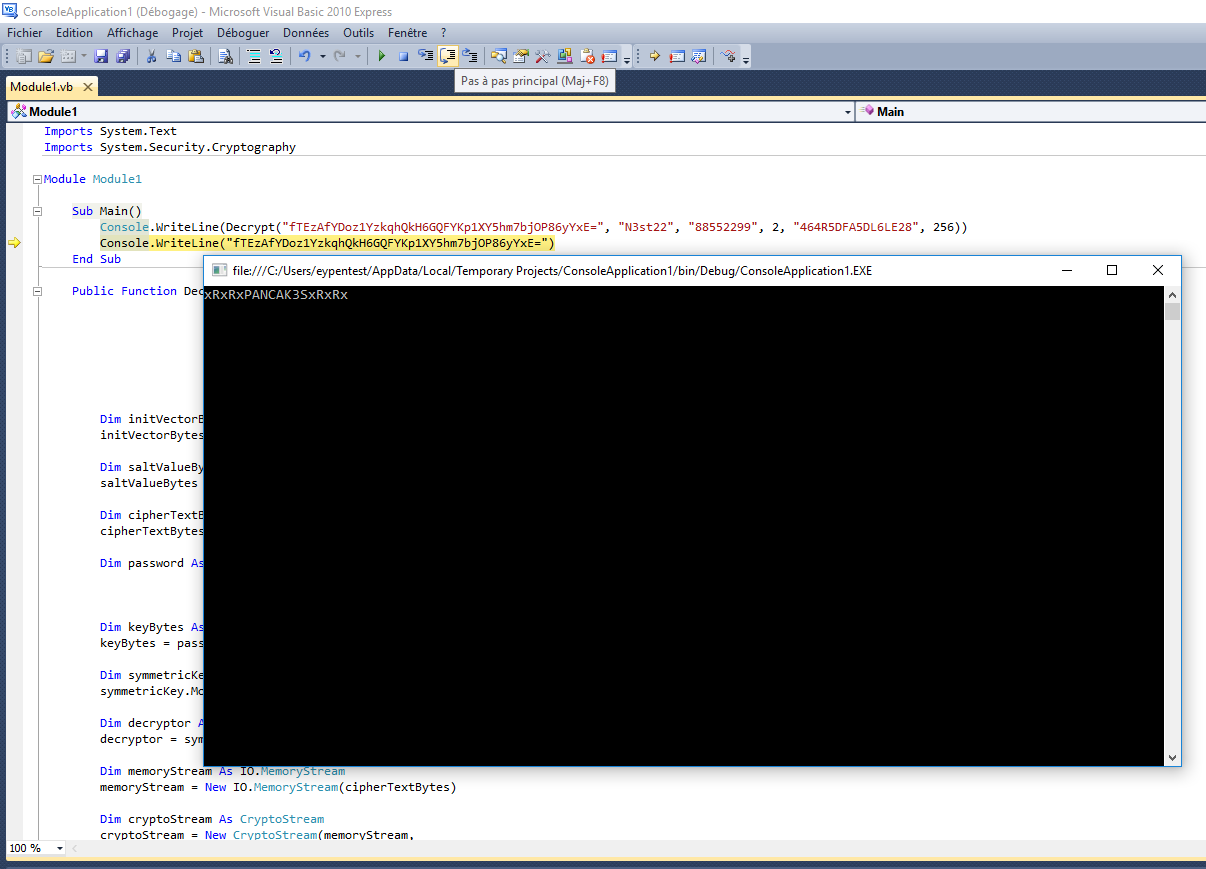 ConsoleApplication1 (Débogage) - Microsoft Visual Basic 2010 Express
Fichier Edition Affichage Projet Déboguer Données Outils Fenêtre ?
Pas à pas principal (Maj+F8)
Module1.vb
Module1 Main
Imports System.Text
Imports System.Security.Cryptography
Module Module1
Sub Main()
Console.WriteLine(Decrypt("fTEzAfYDoz1YzkqhQkH6GQFYKp1XY5hm7bjOP86yYxE=", "N3st22", "88552299", 2, "464R5DFA5DL6LE28", 256))
Console.WriteLine("fTEzAfYDoz1YzkqhQkH6GQFYKp1XY5hm7bjOP86yYxE=")
End Sub
file:///C:/Users/eypentest/AppData/Local/Temporary Projects/ConsoleApplication1/bin/Debug/ConsoleApplication1.EXE
Public Function Dec
xRxRxPANCAK3SxRxRx
Dim initVectorB
initVectorBytes
Dim saltValueBy
saltValueBytes
Dim cipherTextB
cipherTextBytes
Dim password As
Dim keyBytes As
keyBytes = pass
Dim symmetricKe
symmetricKey.Mo
Dim decryptor A
decryptor = sym
Dim memoryStream As IO.MemoryStream
memoryStream = New IO.MemoryStream(cipherTextBytes)
Dim cryptoStream As CryptoStream
cryptoStream = New CryptoStream(memoryStream,
100 %